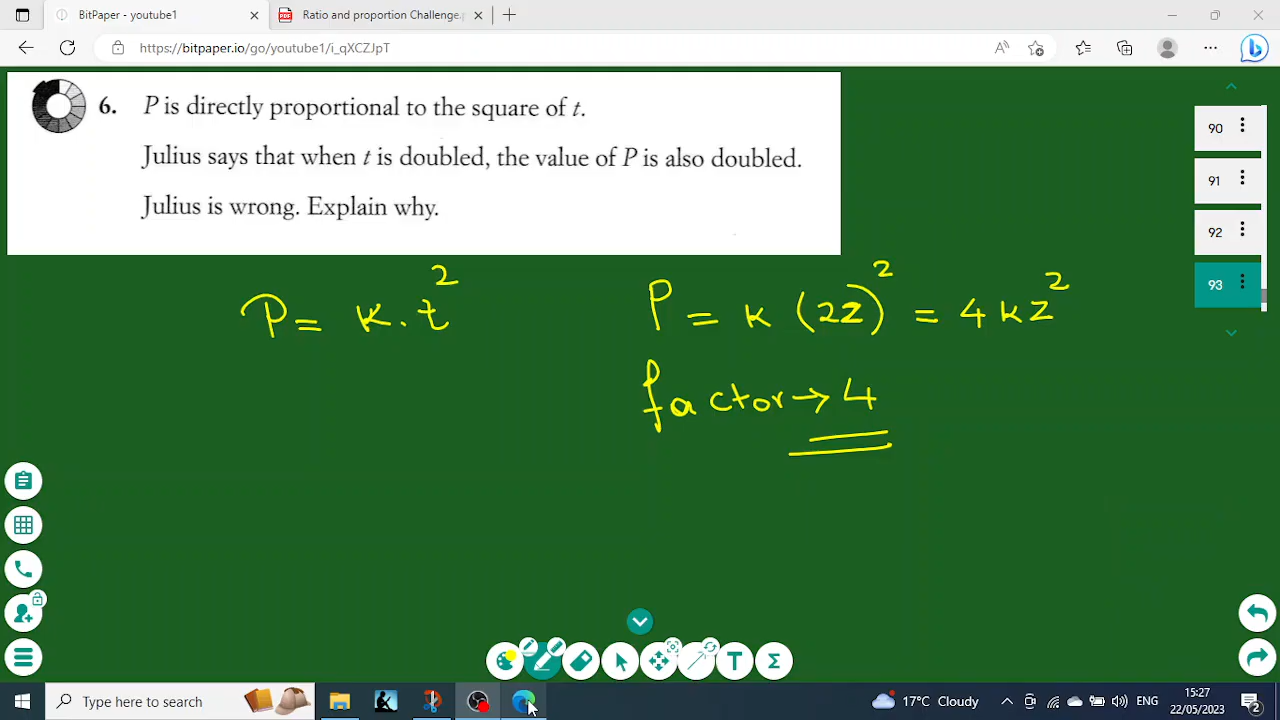 BitPaper - youtube1
Ratio and proportion Challenge.
https://bitpaper.io/go/youtube1/i_qXCZJpT
6. P is directly proportional to the square of t.
Julius says that when t is doubled, the value of P is also doubled.
Julius is wrong. Explain why.
90
91
92
93
P = k . t²
P = k (2z)² = 4kz²
factor → 4
T
Σ
Type here to search
17°C Cloudy
ENG
15:27
22/05/2023
2